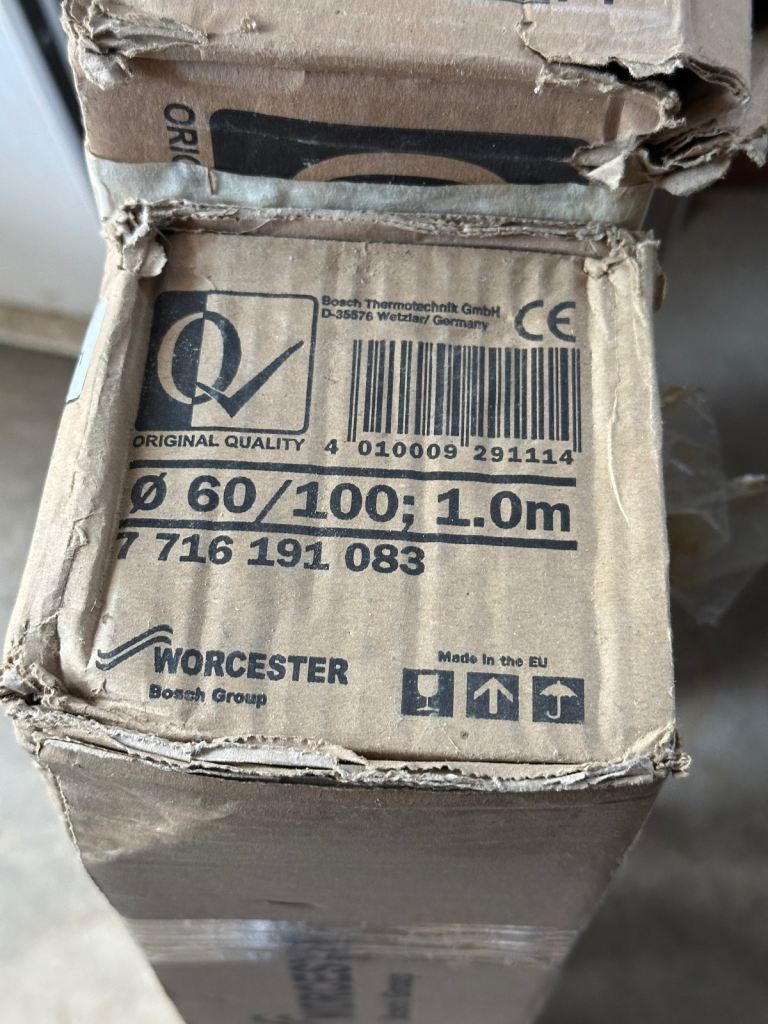 Bosch Thermotechnik GmbH
D-35576 Wetzlar/ Germany
CE
ORIGINAL QUALITY
4 010009 291114
Ø 60/100; 1.0m
7 716 191 083
WORCESTER
Bosch Group
Made in the EU